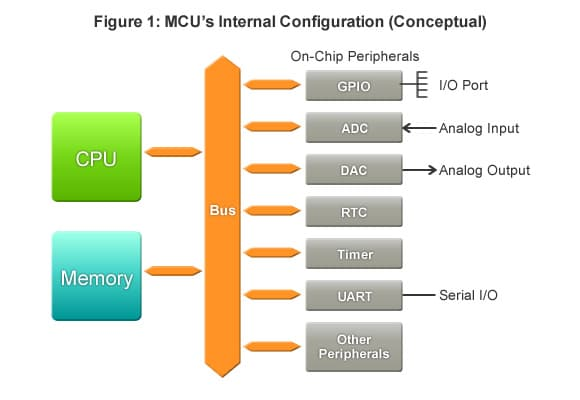 Figure 1: MCU's Internal Configuration (Conceptual)
On-Chip Peripherals
GPIO
I/O Port
ADC
Analog Input
CPU
DAC
Analog Output
Bus
RTC
Timer
Memory
UART
Serial I/O
Other
Peripherals